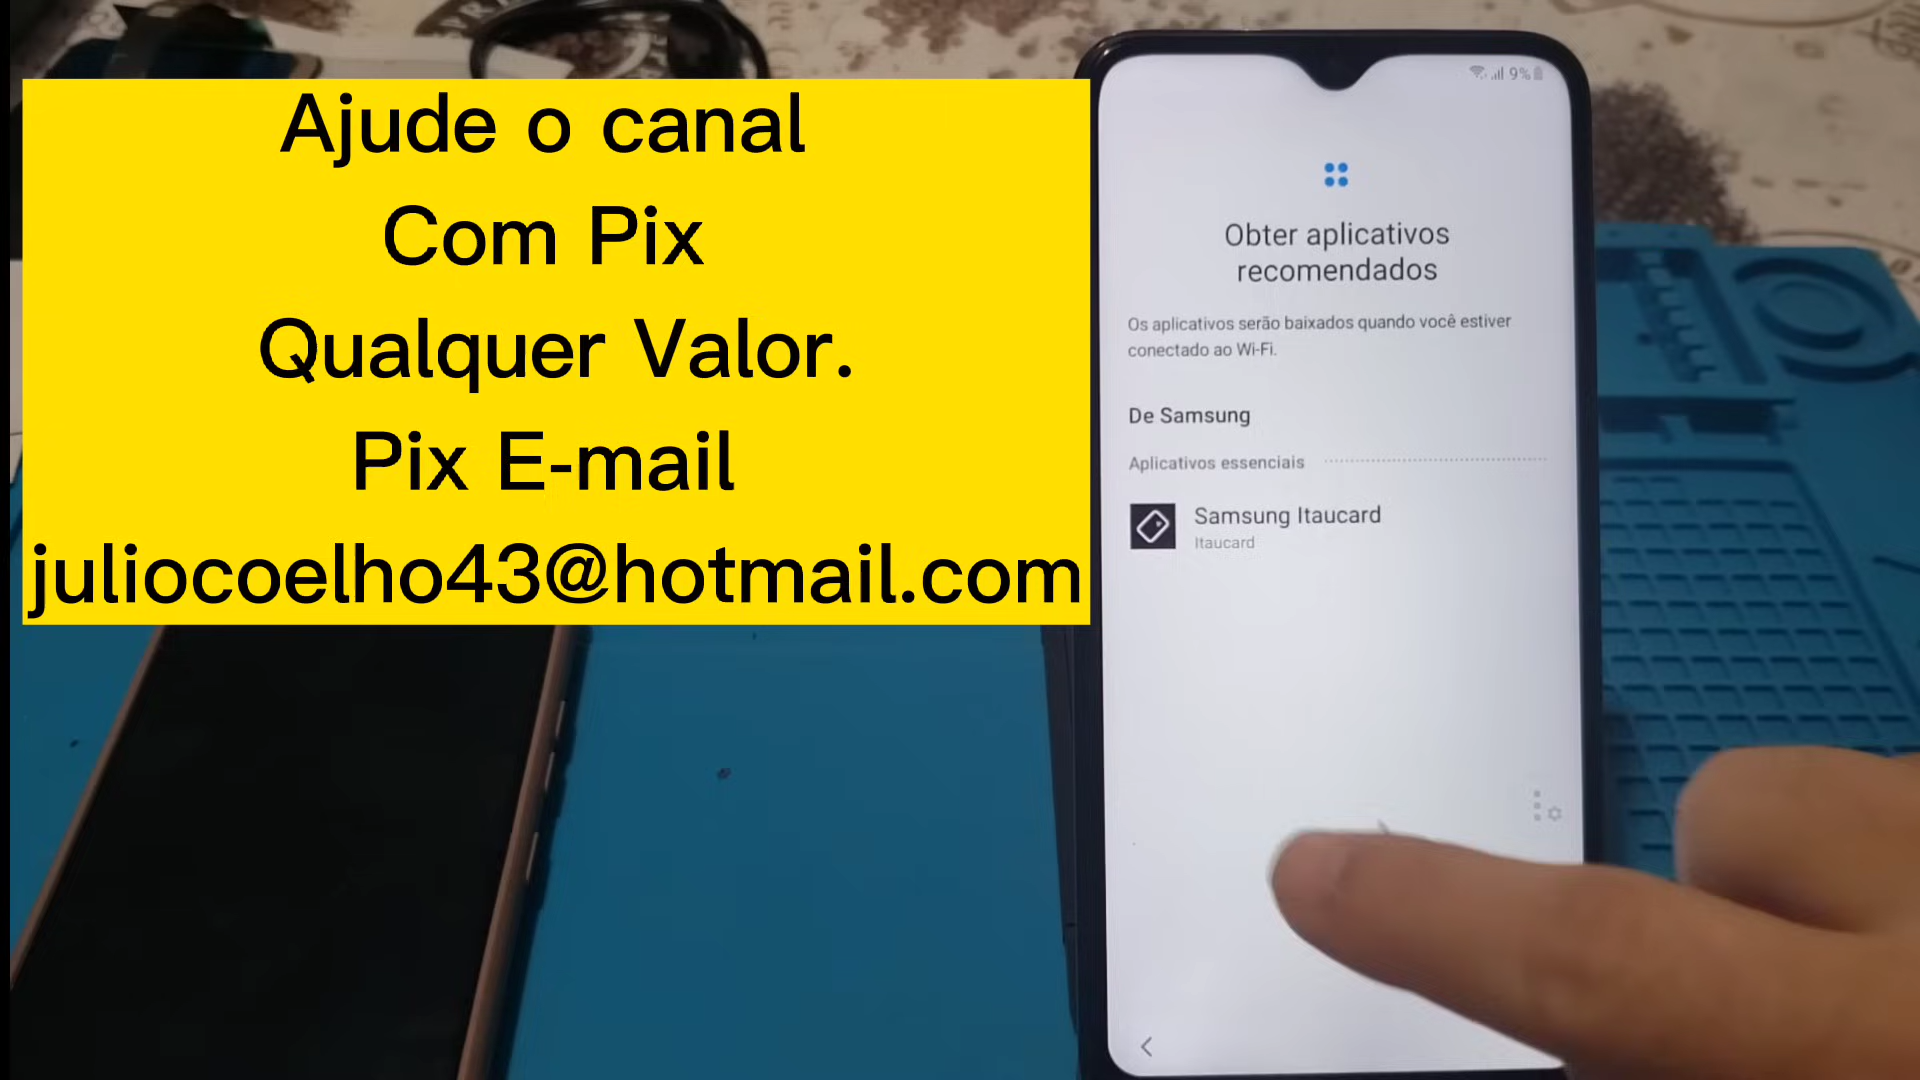 Ajude o canal
Com Pix
Qualquer Valor.
Pix E-mail
juliocoelho43@hotmail.com
9%
Obter aplicativos
recomendados
Os aplicativos serão baixados quando você estiver
conectado ao Wi-Fi.
De Samsung
Aplicativos essenciais
Samsung Itaucard
Itaucard